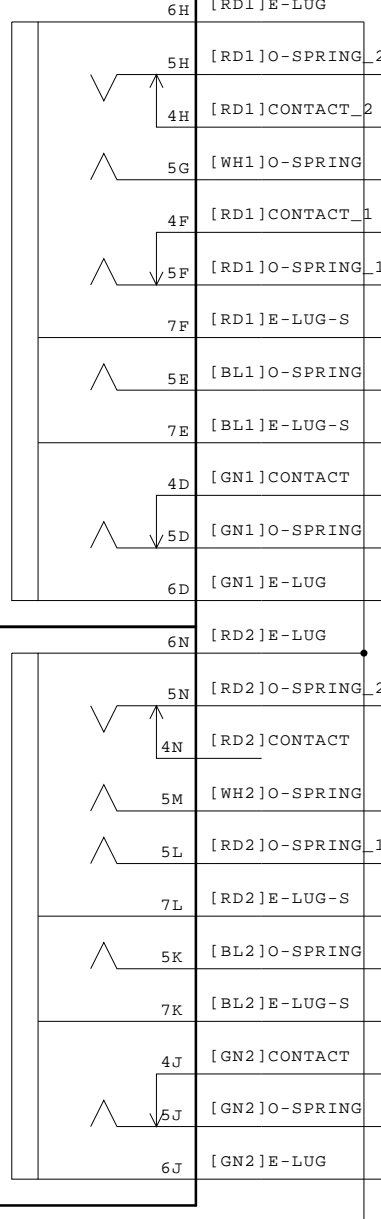 6H [RD1]E-LUG
5H [RD1]O-SPRING_2
4H [RD1]CONTACT_2
5G [WH1]O-SPRING
4F [RD1]CONTACT_1
5F [RD1]O-SPRING_1
7F [RD1]E-LUG-S
5E [BL1]O-SPRING
7E [BL1]E-LUG-S
4D [GN1]CONTACT
5D [GN1]O-SPRING
6D [GN1]E-LUG
6N [RD2]E-LUG
5N [RD2]O-SPRING_2
4N [RD2]CONTACT
5M [WH2]O-SPRING
5L [RD2]O-SPRING_1
7L [RD2]E-LUG-S
5K [BL2]O-SPRING
7K [BL2]E-LUG-S
4J [GN2]CONTACT
5J [GN2]O-SPRING
6J [GN2]E-LUG